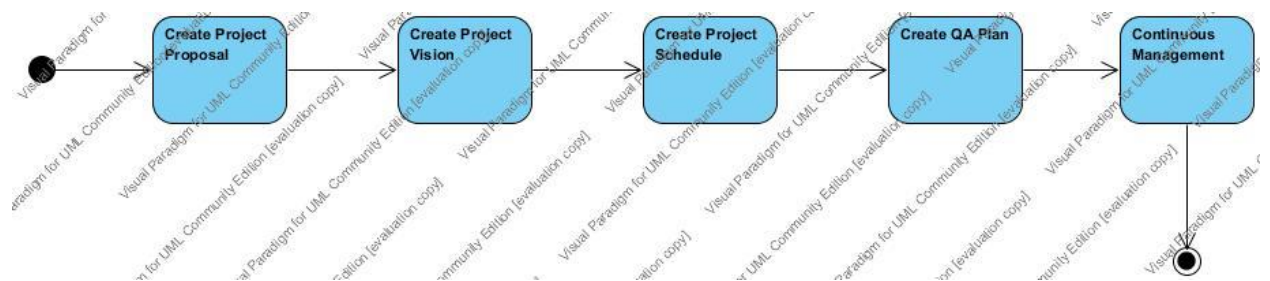 Create Project
Proposal
Create Project
Vision
Create Project
Schedule
Create QA Plan
Continuous
Management
Visual Paradigm for UML Community Edition [evaluation copy]